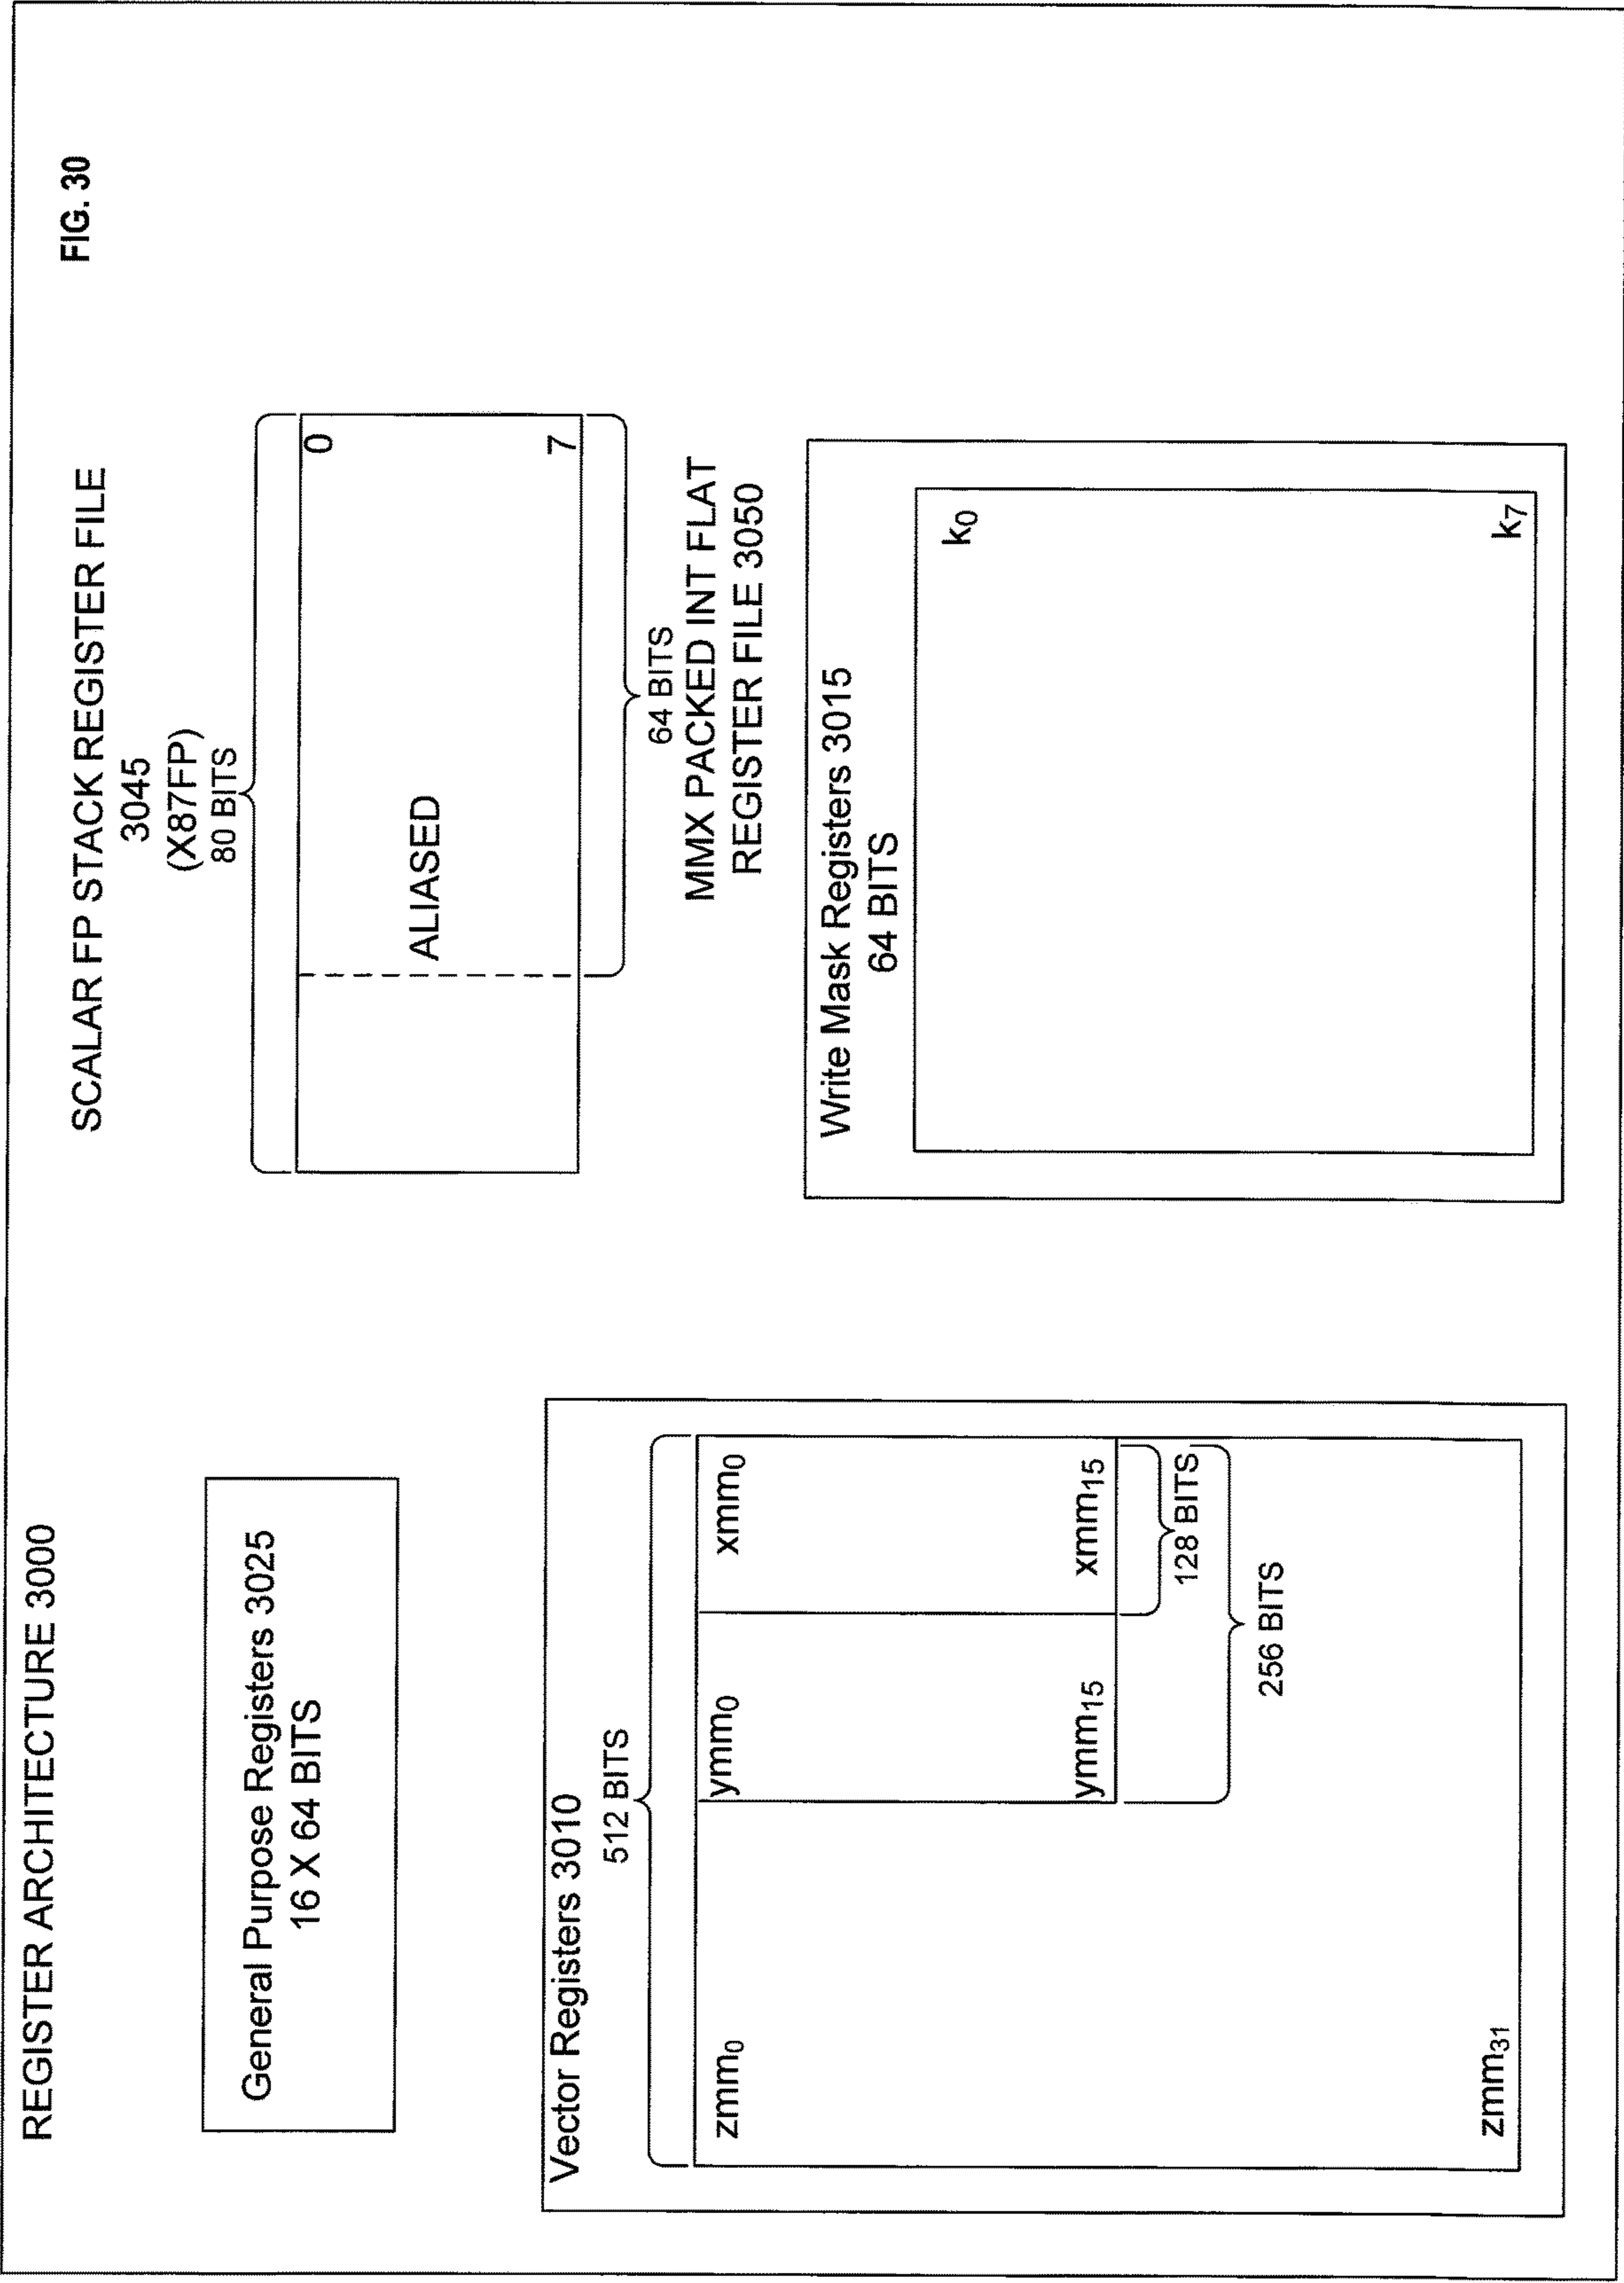 REGISTER ARCHITECTURE 3000
FIG. 30
General Purpose Registers 3025
16 X 64 BITS
Vector Registers 3010
512 BITS
zmm0
ymm0
xmm0
ymm15
xmm15
128 BITS
256 BITS
zmm31
SCALAR FP STACK REGISTER FILE
3045
(X87FP)
80 BITS
0
ALIASED
7
64 BITS
MMX PACKED INT FLAT
REGISTER FILE 3050
Write Mask Registers 3015
64 BITS
k0
k7